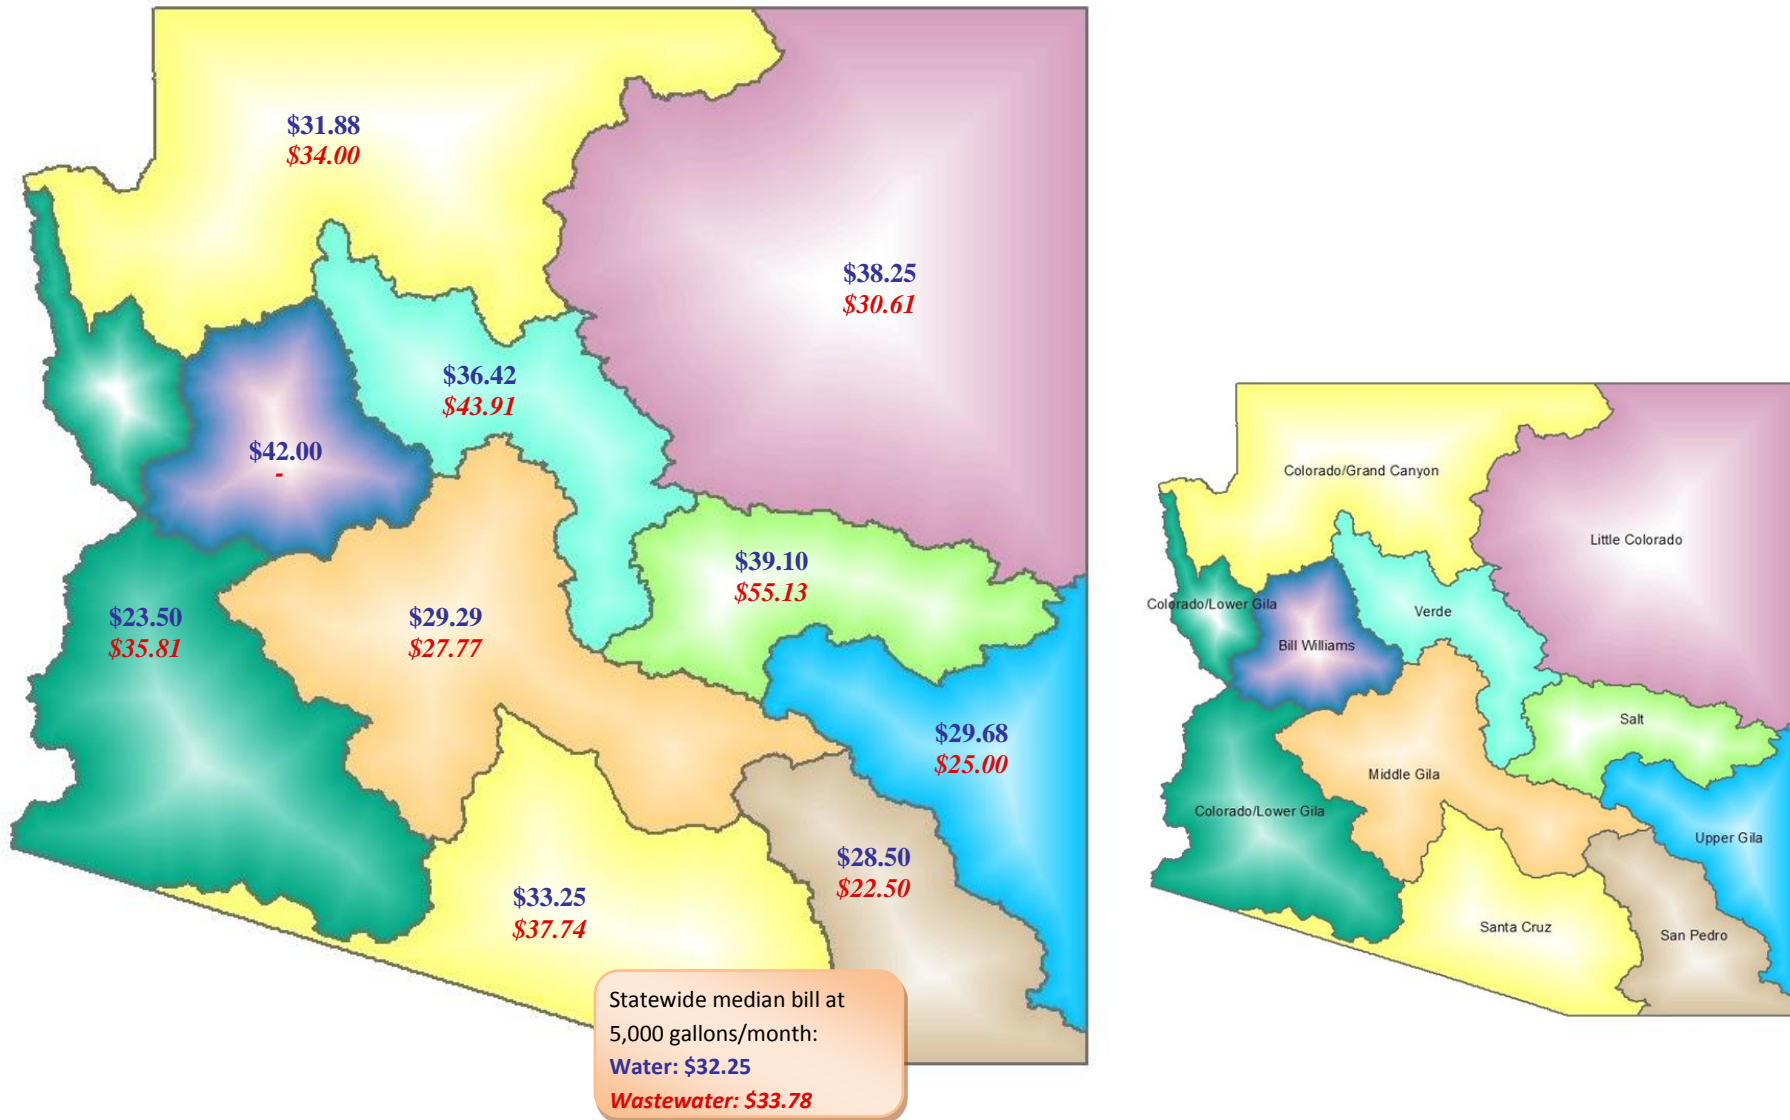 $31.88
$34.00
$38.25
$30.61
$36.42
$43.91
$42.00
-
$39.10
$55.13
$23.50
$35.81
$29.29
$27.77
$29.68
$25.00
$28.50
$22.50
$33.25
$37.74
Statewide median bill at
5,000 gallons/month:
Water: $32.25
Wastewater: $33.78
Colorado/Grand Canyon
Little Colorado
Colorado/Lower Gila
Verde
Bill Williams
Salt
Middle Gila
Colorado/Lower Gila
Upper Gila
Santa Cruz
San Pedro